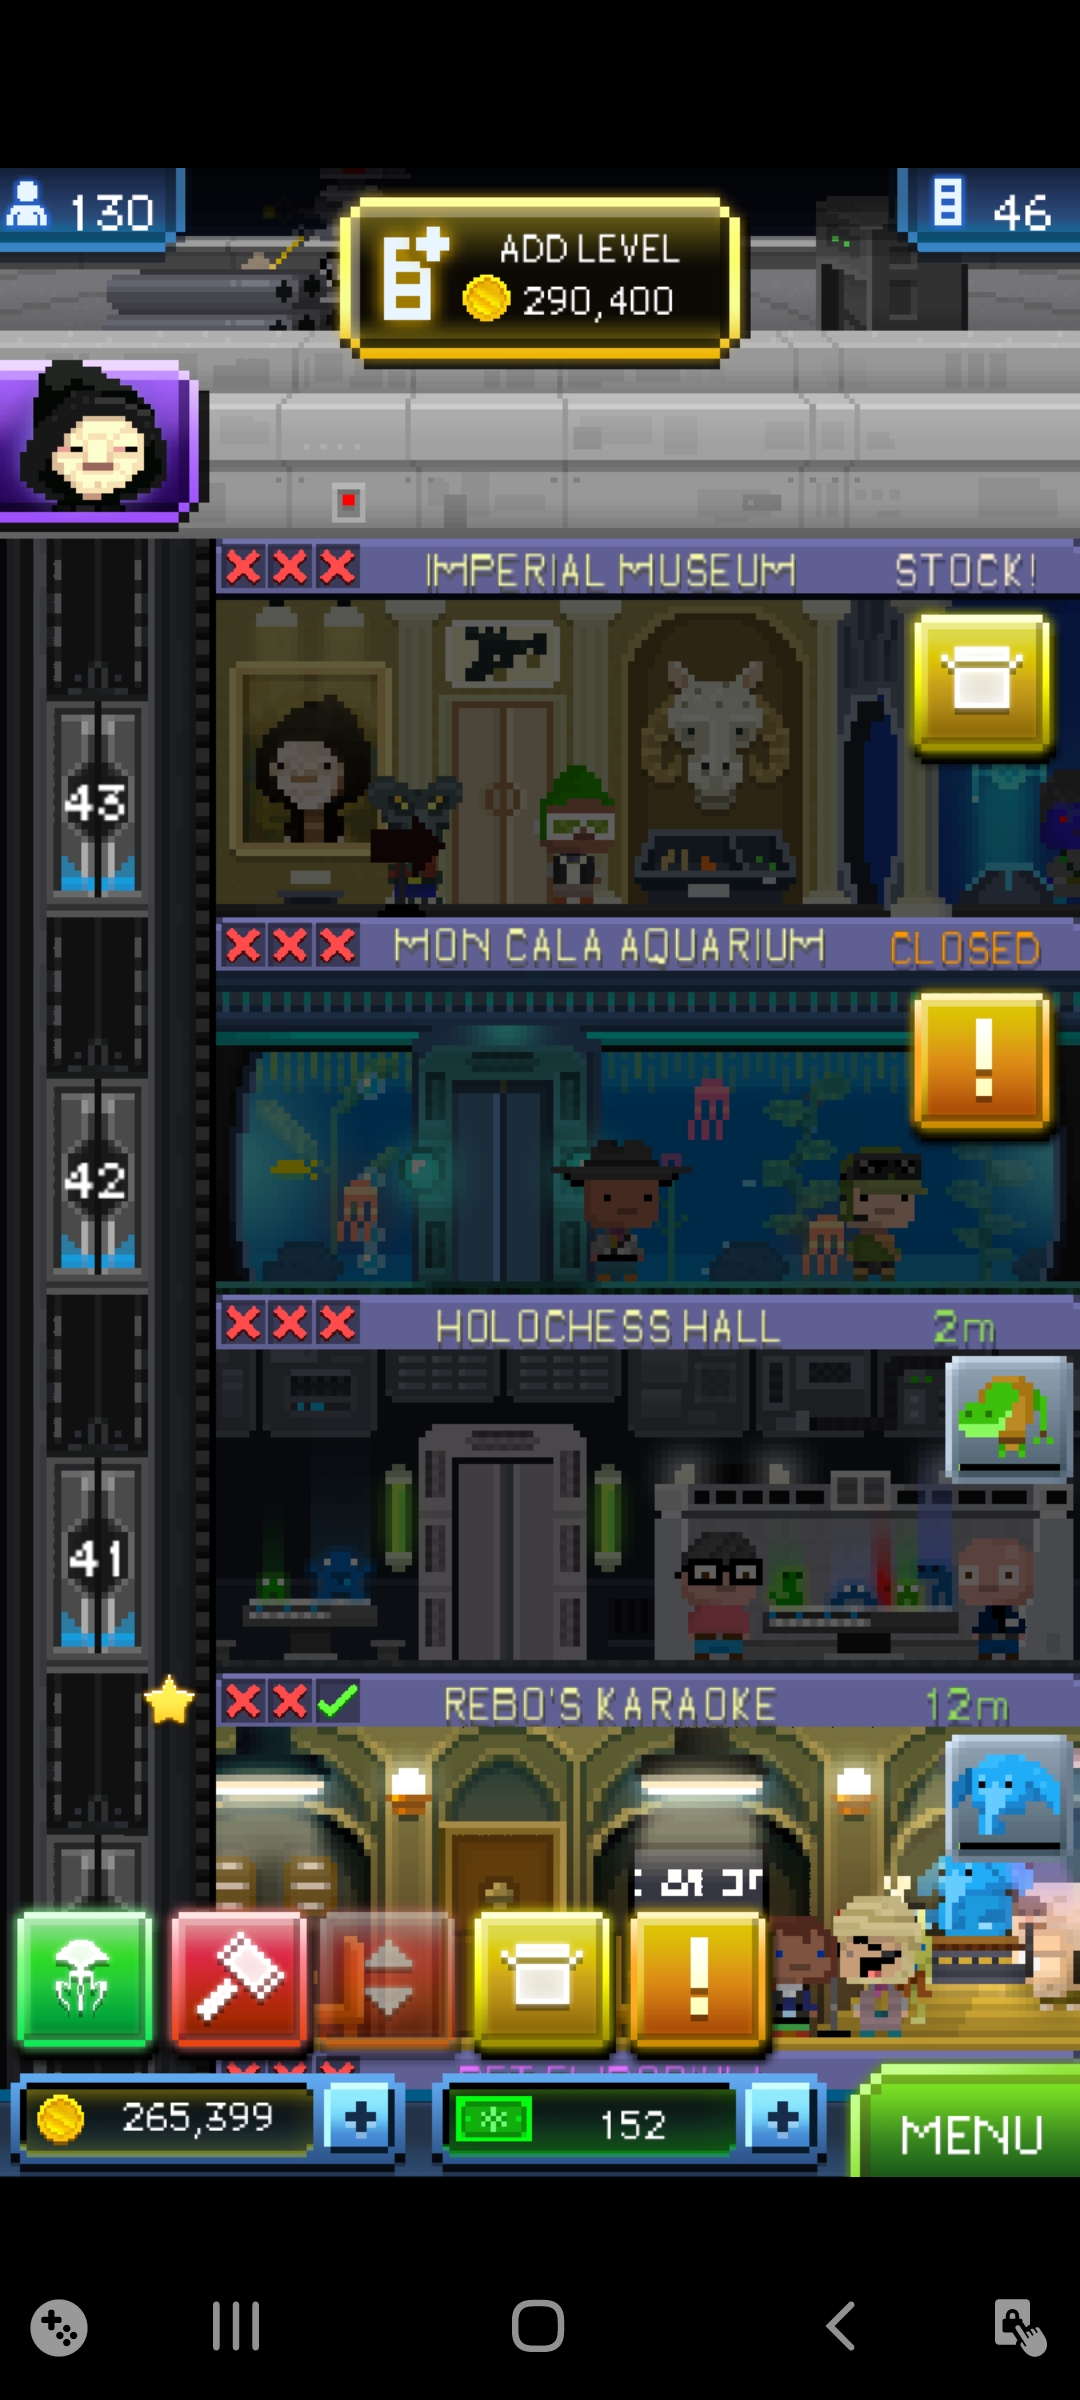 130
46
ADD LEVEL
290,400
IMPERIAL MUSEUM STOCK!
43
MON CALA AQUARIUM CLOSED
!
42
HOLOCHESS HALL 2m
41
REBO'S KARAOKE 12m
!
265,399 + 152 + MENU